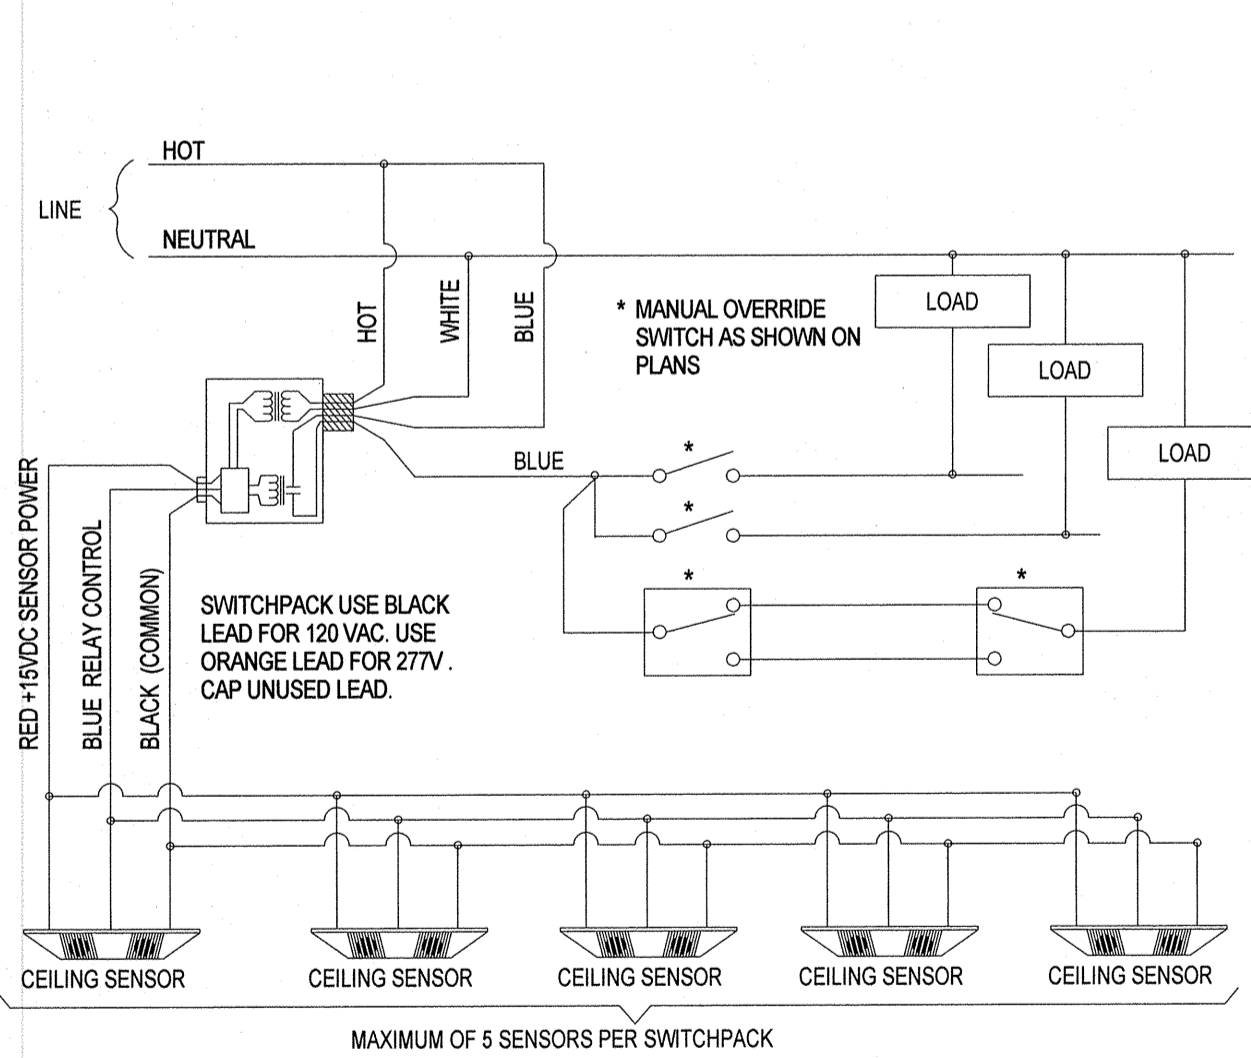 HOT
LINE
NEUTRAL
HOT
WHITE
BLUE
* MANUAL OVERRIDE
SWITCH AS SHOWN ON
PLANS
LOAD
LOAD
LOAD
BLUE
*
*
*
*
RED +15VDC SENSOR POWER
BLUE RELAY CONTROL
BLACK (COMMON)
SWITCHPACK USE BLACK
LEAD FOR 120 VAC. USE
ORANGE LEAD FOR 277V .
CAP UNUSED LEAD.
CEILING SENSOR
CEILING SENSOR
CEILING SENSOR
CEILING SENSOR
CEILING SENSOR
MAXIMUM OF 5 SENSORS PER SWITCHPACK